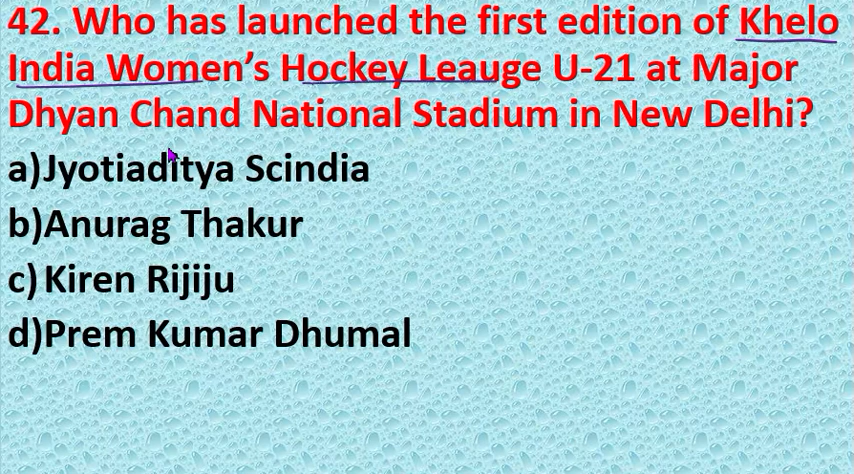 42. Who has launched the first edition of Khelo
India Women's Hockey Leauge U-21 at Major
Dhyan Chand National Stadium in New Delhi?
a)Jyotiaditya Scindia
b)Anurag Thakur
c) Kiren Rijiju
d)Prem Kumar Dhumal